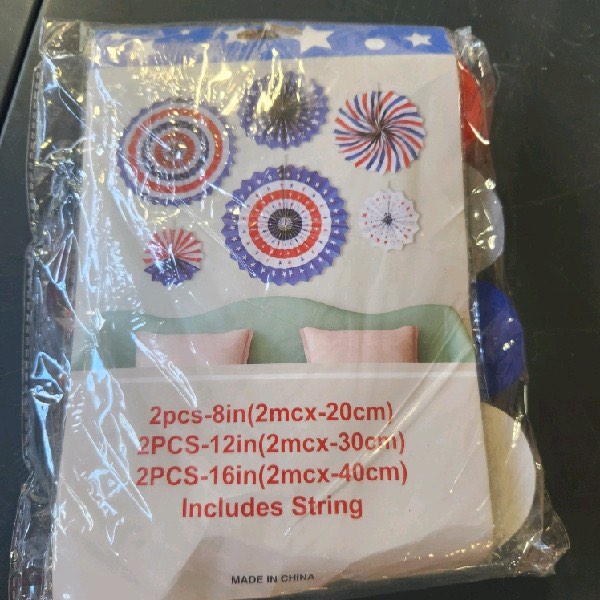 2pcs-8in(2mcx-20cm)
2PCS-12in(2mcx-30cm)
2PCS-16in(2mcx-40cm)
Includes String
MADE IN CHINA